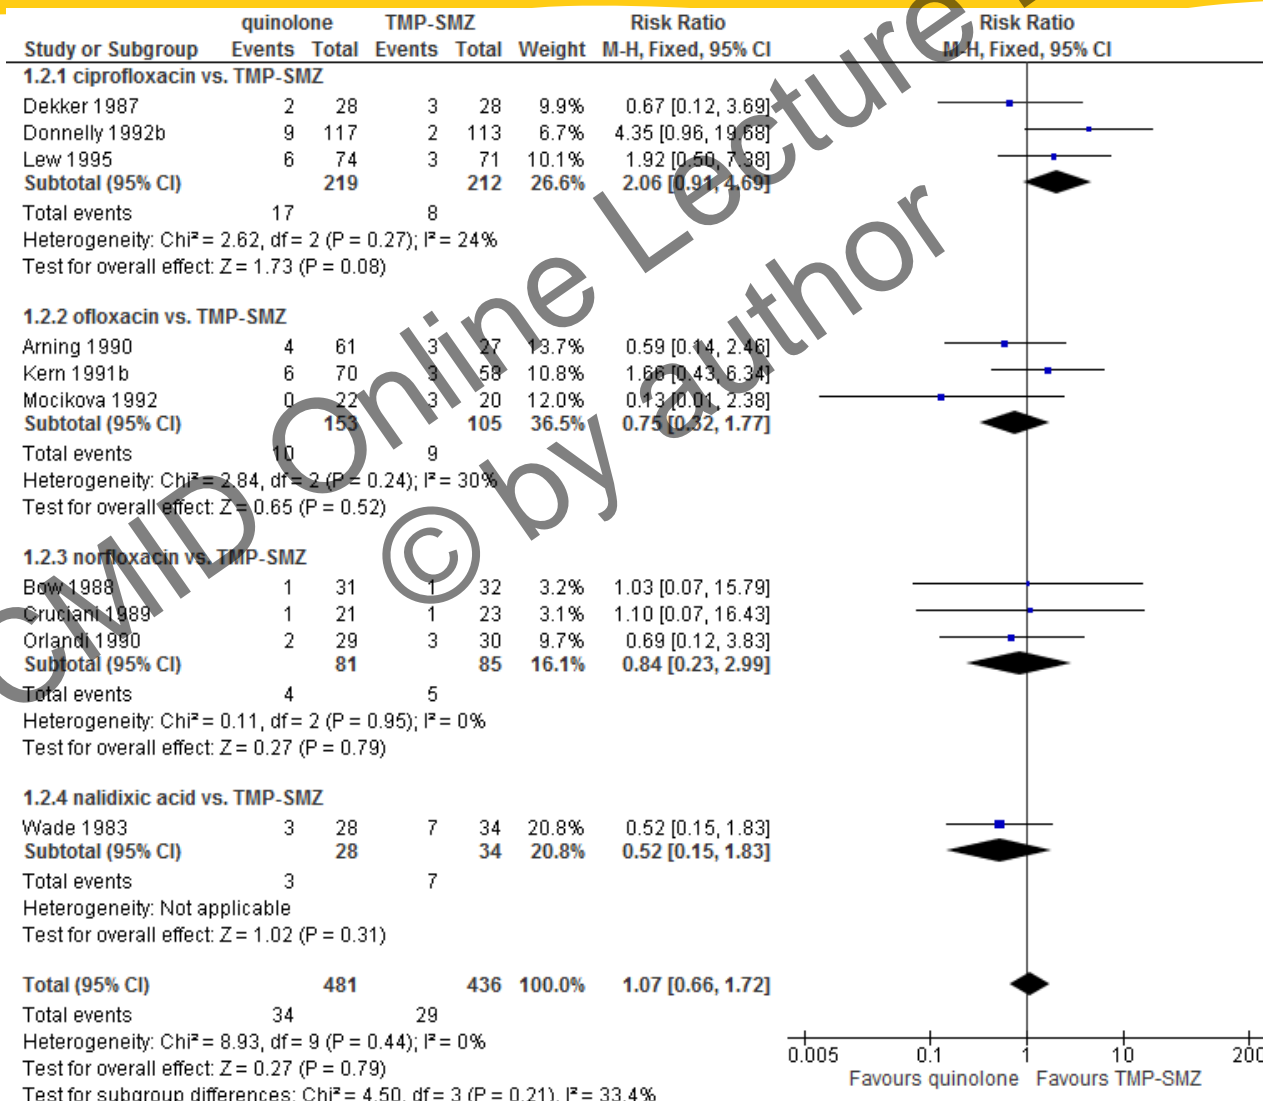 quinolone TMP-SMZ Risk Ratio Risk Ratio
Study or Subgroup Events Total Events Total Weight M-H, Fixed, 95% CI M-H, Fixed, 95% CI
1.2.1 ciprofloxacin vs. TMP-SMZ
Dekker 1987 2 28 3 28 9.9% 0.67 [0.12, 3.69]
Donnelly 1992b 9 117 2 113 6.7% 4.35 [0.96, 19.68]
Lew 1995 6 74 3 71 10.1% 1.92 [0.50, 7.38]
Subtotal (95% CI) 219 212 26.6% 2.06 [0.91, 4.69]
Total events 17 8
Heterogeneity: Chi² = 2.62, df = 2 (P = 0.27); I² = 24%
Test for overall effect: Z = 1.73 (P = 0.08)
1.2.2 ofloxacin vs. TMP-SMZ
Arning 1990 4 61 3 27 13.7% 0.59 [0.14, 2.46]
Kern 1991b 6 70 3 58 10.8% 1.66 [0.43, 6.34]
Mocikova 1992 0 22 3 20 12.0% 0.13 [0.01, 2.38]
Subtotal (95% CI) 153 105 36.5% 0.75 [0.32, 1.77]
Total events 10 9
Heterogeneity: Chi² = 2.84, df = 2 (P = 0.24); I² = 30%
Test for overall effect: Z = 0.65 (P = 0.52)
1.2.3 norfloxacin vs. TMP-SMZ
Bow 1988 1 31 1 32 3.2% 1.03 [0.07, 15.79]
Cruciani 1989 1 21 1 23 3.1% 1.10 [0.07, 16.43]
Orlandi 1990 2 29 3 30 9.7% 0.69 [0.12, 3.83]
Subtotal (95% CI) 81 85 16.1% 0.84 [0.23, 2.99]
Total events 4 5
Heterogeneity: Chi² = 0.11, df = 2 (P = 0.95); I² = 0%
Test for overall effect: Z = 0.27 (P = 0.79)
1.2.4 nalidixic acid vs. TMP-SMZ
Wade 1983 3 28 7 34 20.8% 0.52 [0.15, 1.83]
Subtotal (95% CI) 28 34 20.8% 0.52 [0.15, 1.83]
Total events 3 7
Heterogeneity: Not applicable
Test for overall effect: Z = 1.02 (P = 0.31)
Total (95% CI) 481 436 100.0% 1.07 [0.66, 1.72]
Total events 34 29
Heterogeneity: Chi² = 8.93, df = 9 (P = 0.44); I² = 0%
Test for overall effect: Z = 0.27 (P = 0.79)
Test for subgroup differences: Chi² = 4.50, df = 3 (P = 0.21), I² = 33.4%
0.005 0.1 1 10 200
Favours quinolone Favours TMP-SMZ
CMID Online Lecture
© by author